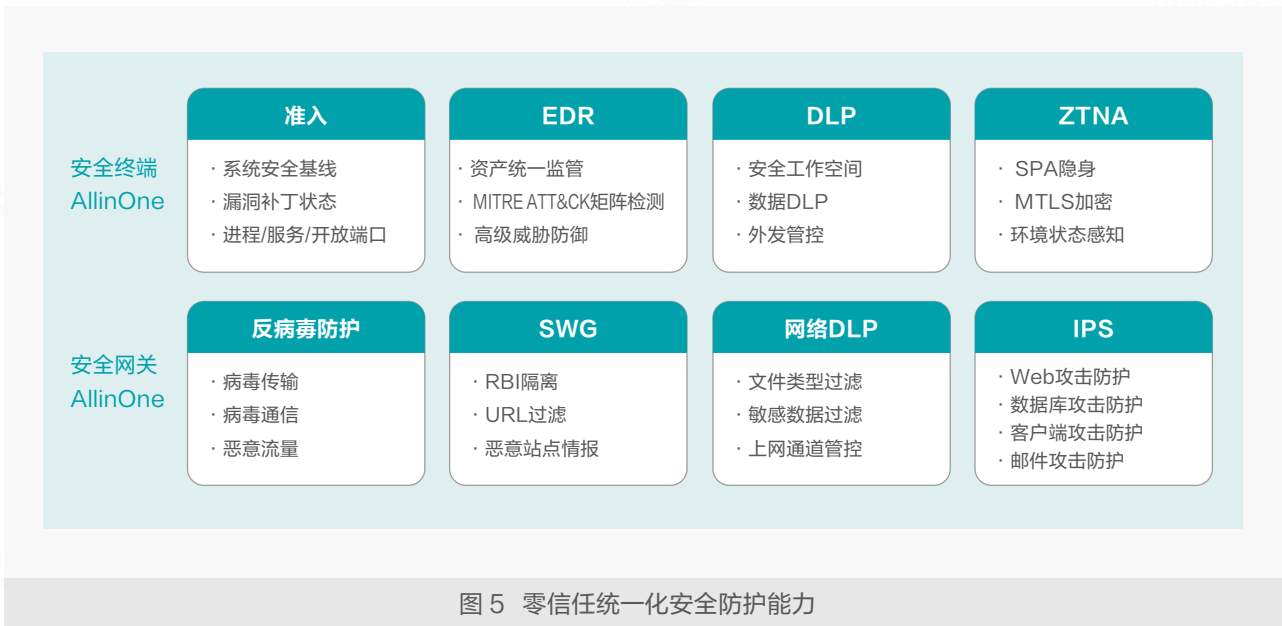 准入
EDR
DLP
ZTNA
安全终端
AllinOne
· 系统安全基线
· 漏洞补丁状态
· 进程/服务/开放端口
· 资产统一监管
· MITRE ATT&CK矩阵检测
· 高级威胁防御
· 安全工作空间
· 数据DLP
· 外发管控
· SPA隐身
· MTLS加密
· 环境状态感知
反病毒防护
SWG
网络DLP
IPS
安全网关
AllinOne
· 病毒传输
· 病毒通信
· 恶意流量
· RBI隔离
· URL过滤
· 恶意站点情报
· 文件类型过滤
· 敏感数据过滤
· 上网通道管控
· Web攻击防护
· 数据库攻击防护
· 客户端攻击防护
· 邮件攻击防护
图 5 零信任统一化安全防护能力